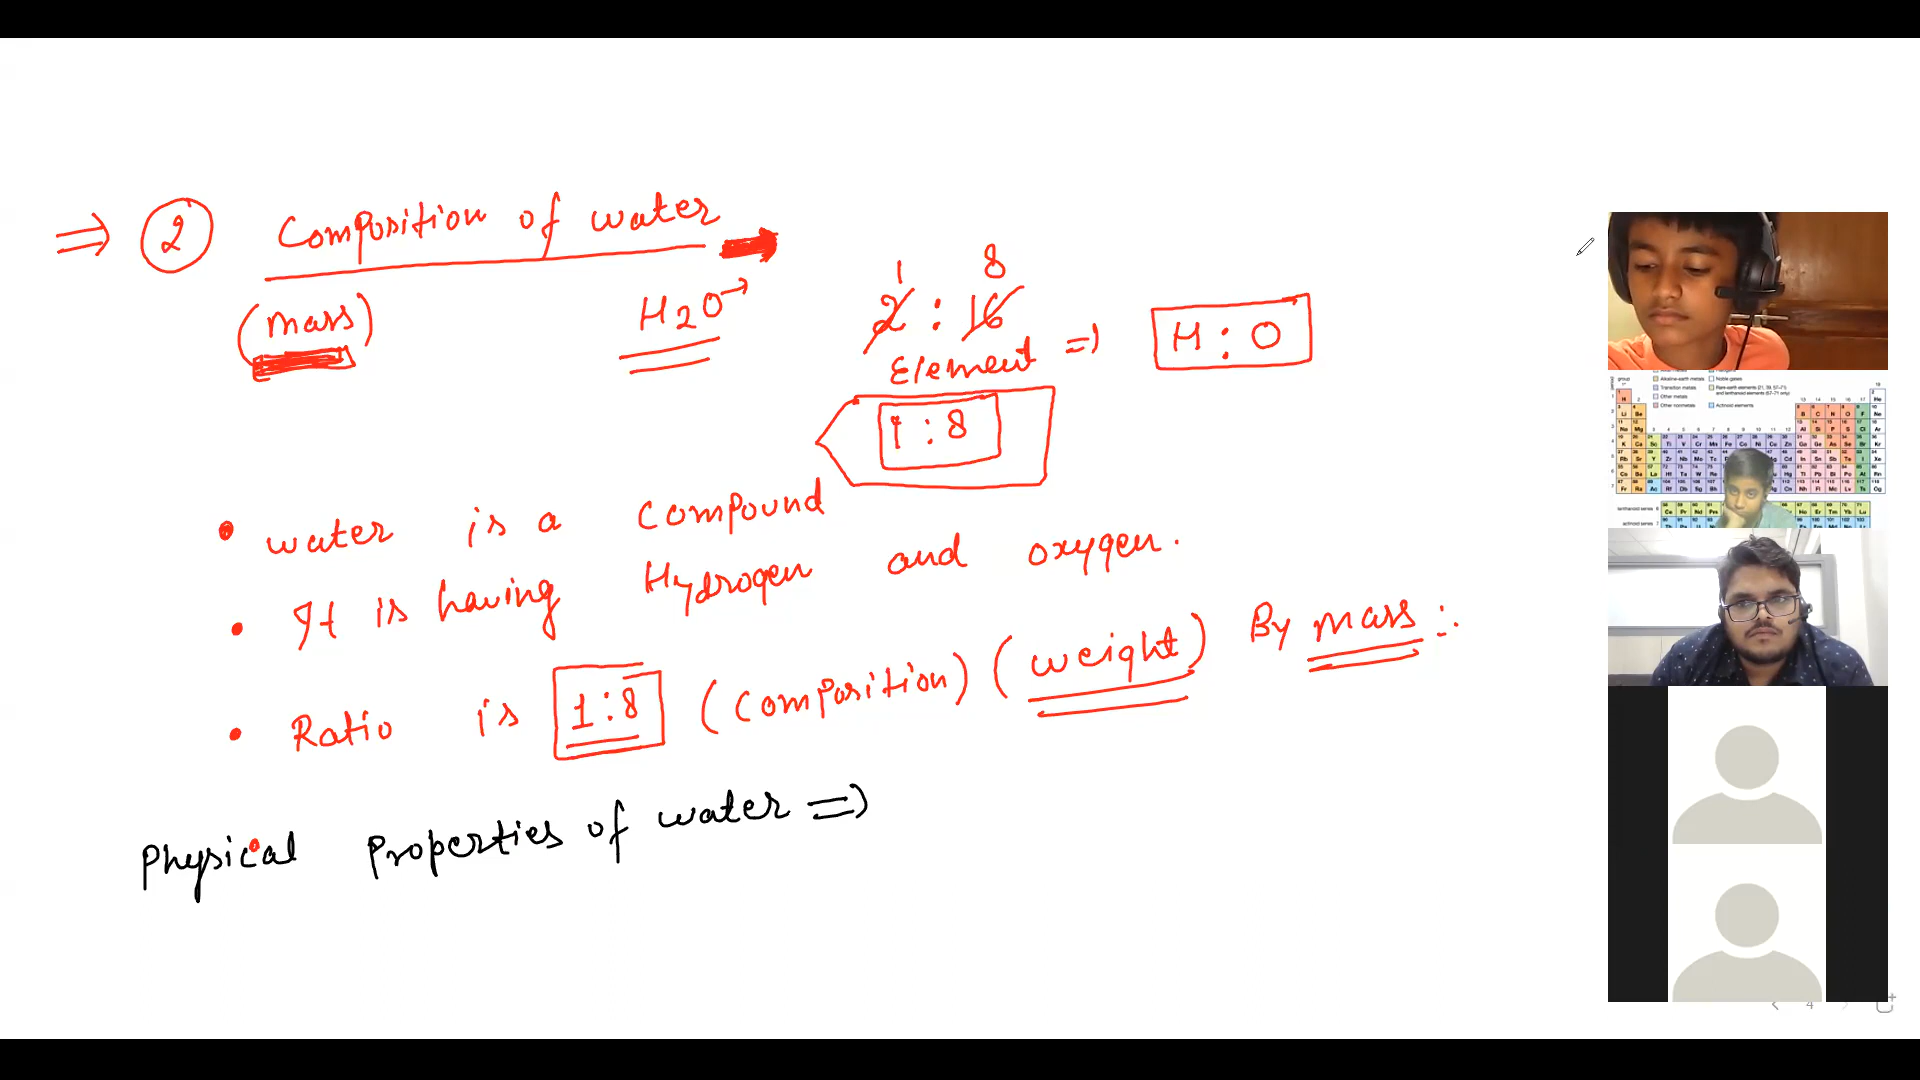 ⇒ 2 Composition of water →
(mass) H2O →
1 8
2 : 16
Element ⇒ H : O
1 : 8
• water is a compound
• It is having Hydrogen and oxygen.
• Ratio is 1:8 (composition) (weight) By mass :-
Physical Properties of water ⇒
4